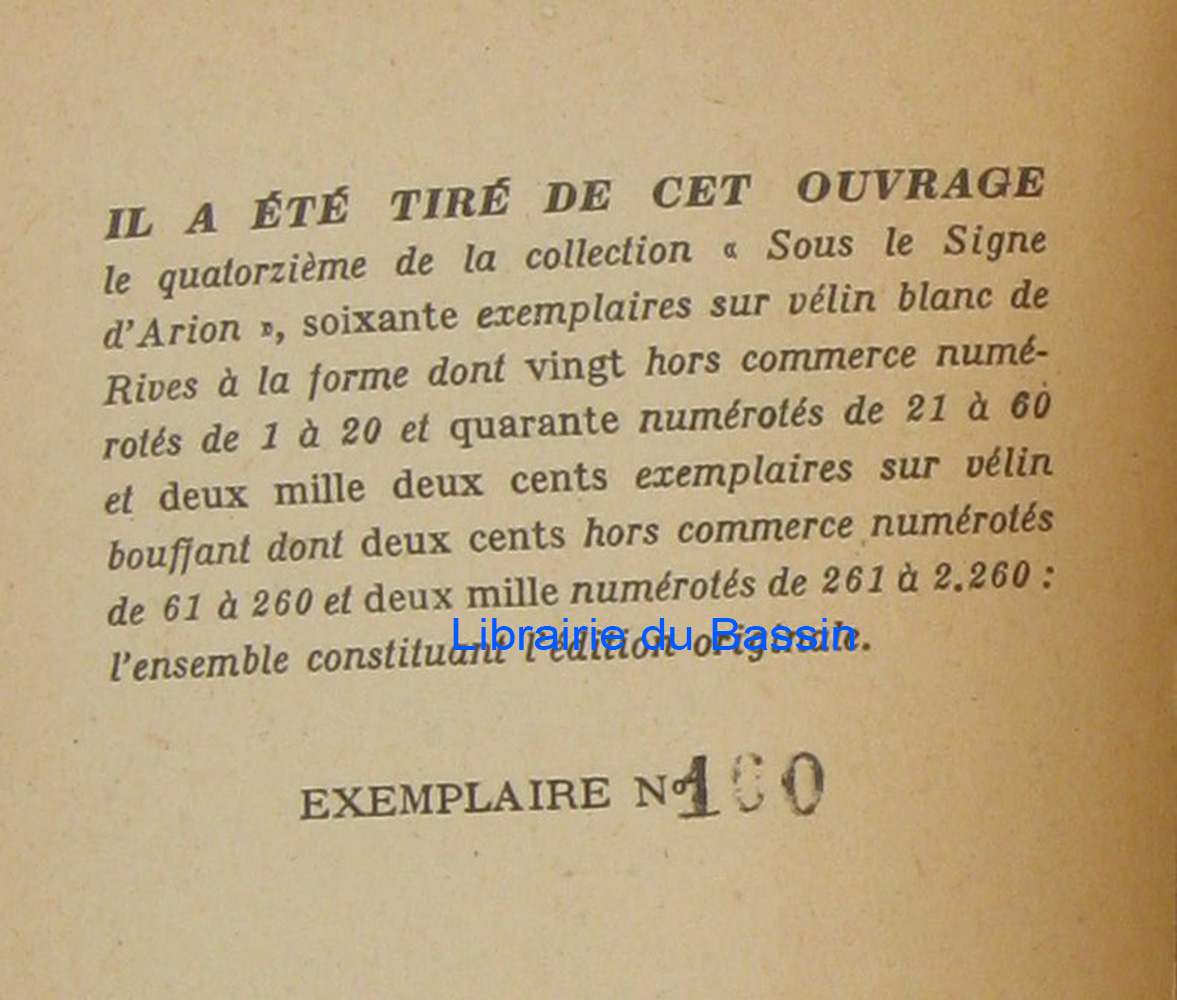 IL A ÉTÉ TIRÉ DE CET OUVRAGE
le quatorzième de la collection « Sous le Signe
d'Arion », soixante exemplaires sur vélin blanc de
Rives à la forme dont vingt hors commerce numé-
rotés de 1 à 20 et quarante numérotés de 21 à 60
et deux mille deux cents exemplaires sur vélin
bouffant dont deux cents hors commerce numérotés
de 61 à 260 et deux mille numérotés de 261 à 2.260 :
l'ensemble constituant l'édition originale.
Librairie du Bassin
EXEMPLAIRE Nº